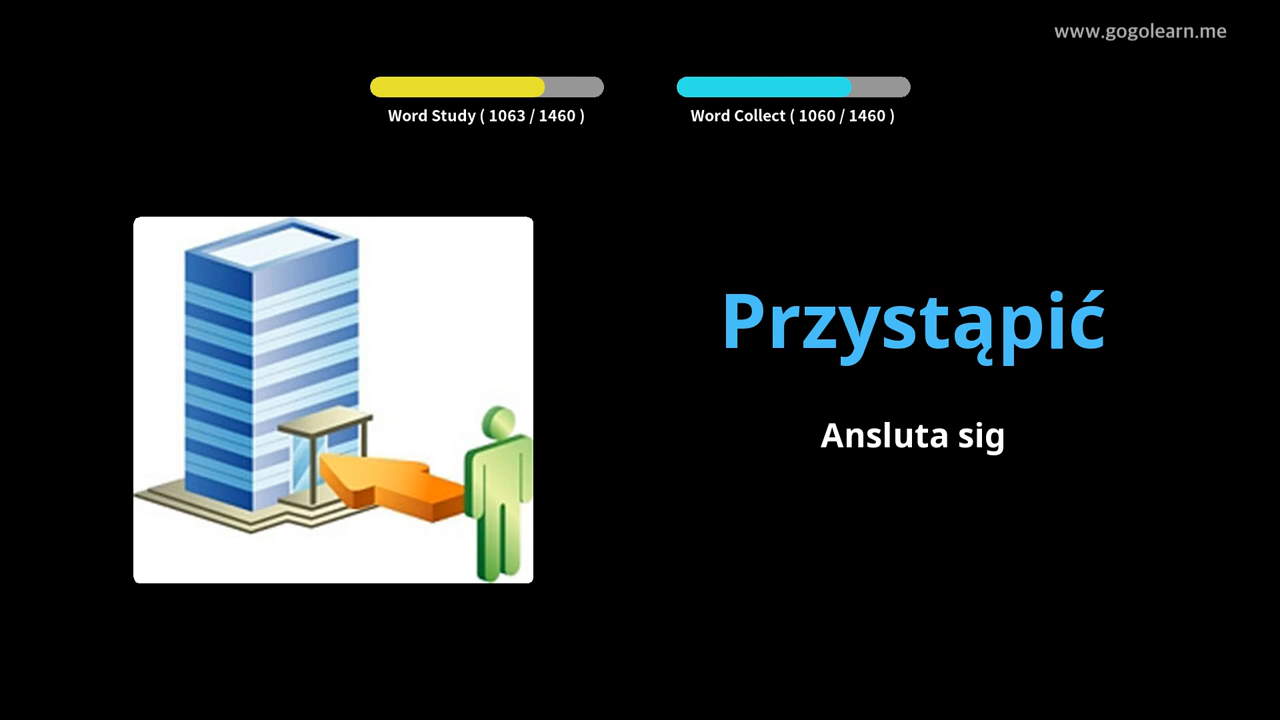 www.gogolearn.me
Word Study ( 1063 / 1460 )
Word Collect ( 1060 / 1460 )
Przystąpić
Ansluta sig